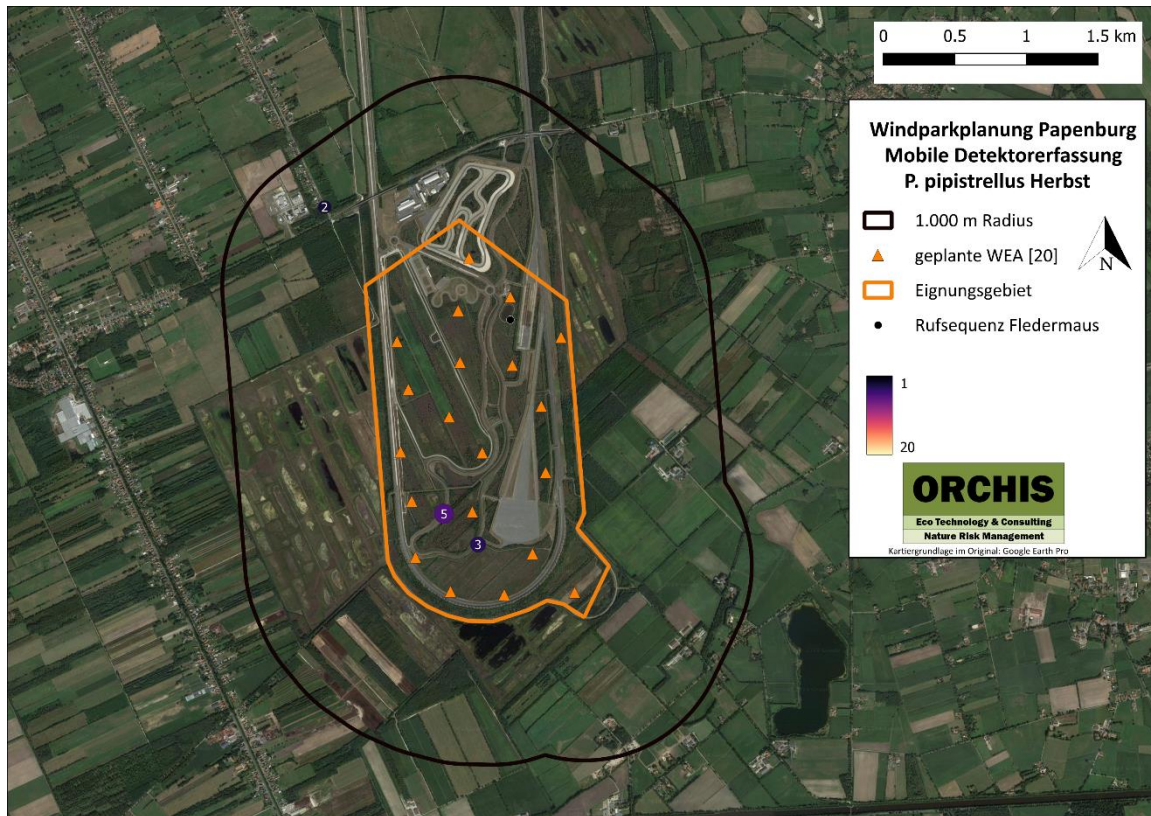 0 0.5 1 1.5 km
Windparkplanung Papenburg
Mobile Detektorerfassung
P. pipistrellus Herbst
1.000 m Radius
geplante WEA [20]
N
Eignungsgebiet
Rufsequenz Fledermaus
1
20
ORCHIS
Eco Technology & Consulting
Nature Risk Management
Kartiergrundlage im Original: Google Earth Pro
2
5
3